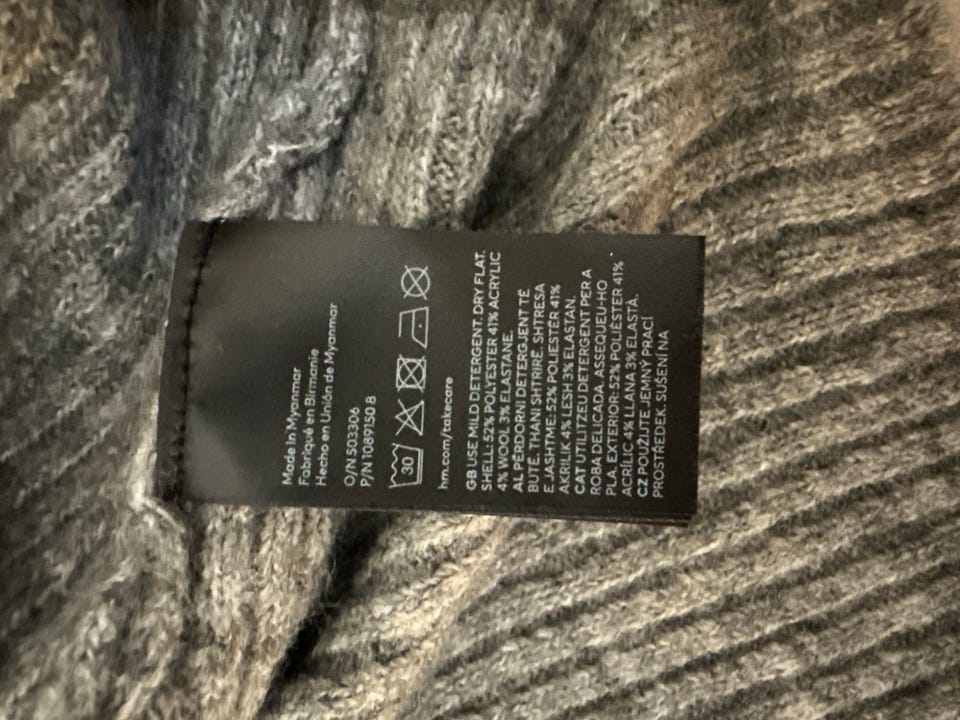 Made in Myanmar
Fabriqué en Birmanie
Hecho en Unión de Myanmar
O/N 503306
P/N 1089150 8
30
hm.com/takecare
GB USE MILD DETERGENT. DRY FLAT.
SHELL: 52% POLYESTER 41% ACRYLIC
4% WOOL 3% ELASTANE.
AL PËRDORNI DETERGJENT TË
BUTË. THANI SHTRIRË. SHTRESA
E JASHTME: 52% POLIESTËR 41%
AKRILIK 4% LESH 3% ELASTAN.
CAT UTILITZEU DETERGENT PER A
ROBA DELICADA. ASSEQUEU-HO
PLA. EXTERIOR: 52% POLIÈSTER 41%
ACRÍLIC 4% LLANA 3% ELASTÀ.
CZ POUŽIJTE JEMNÝ PRACÍ
PROSTŘEDEK. SUŠENÍ NA